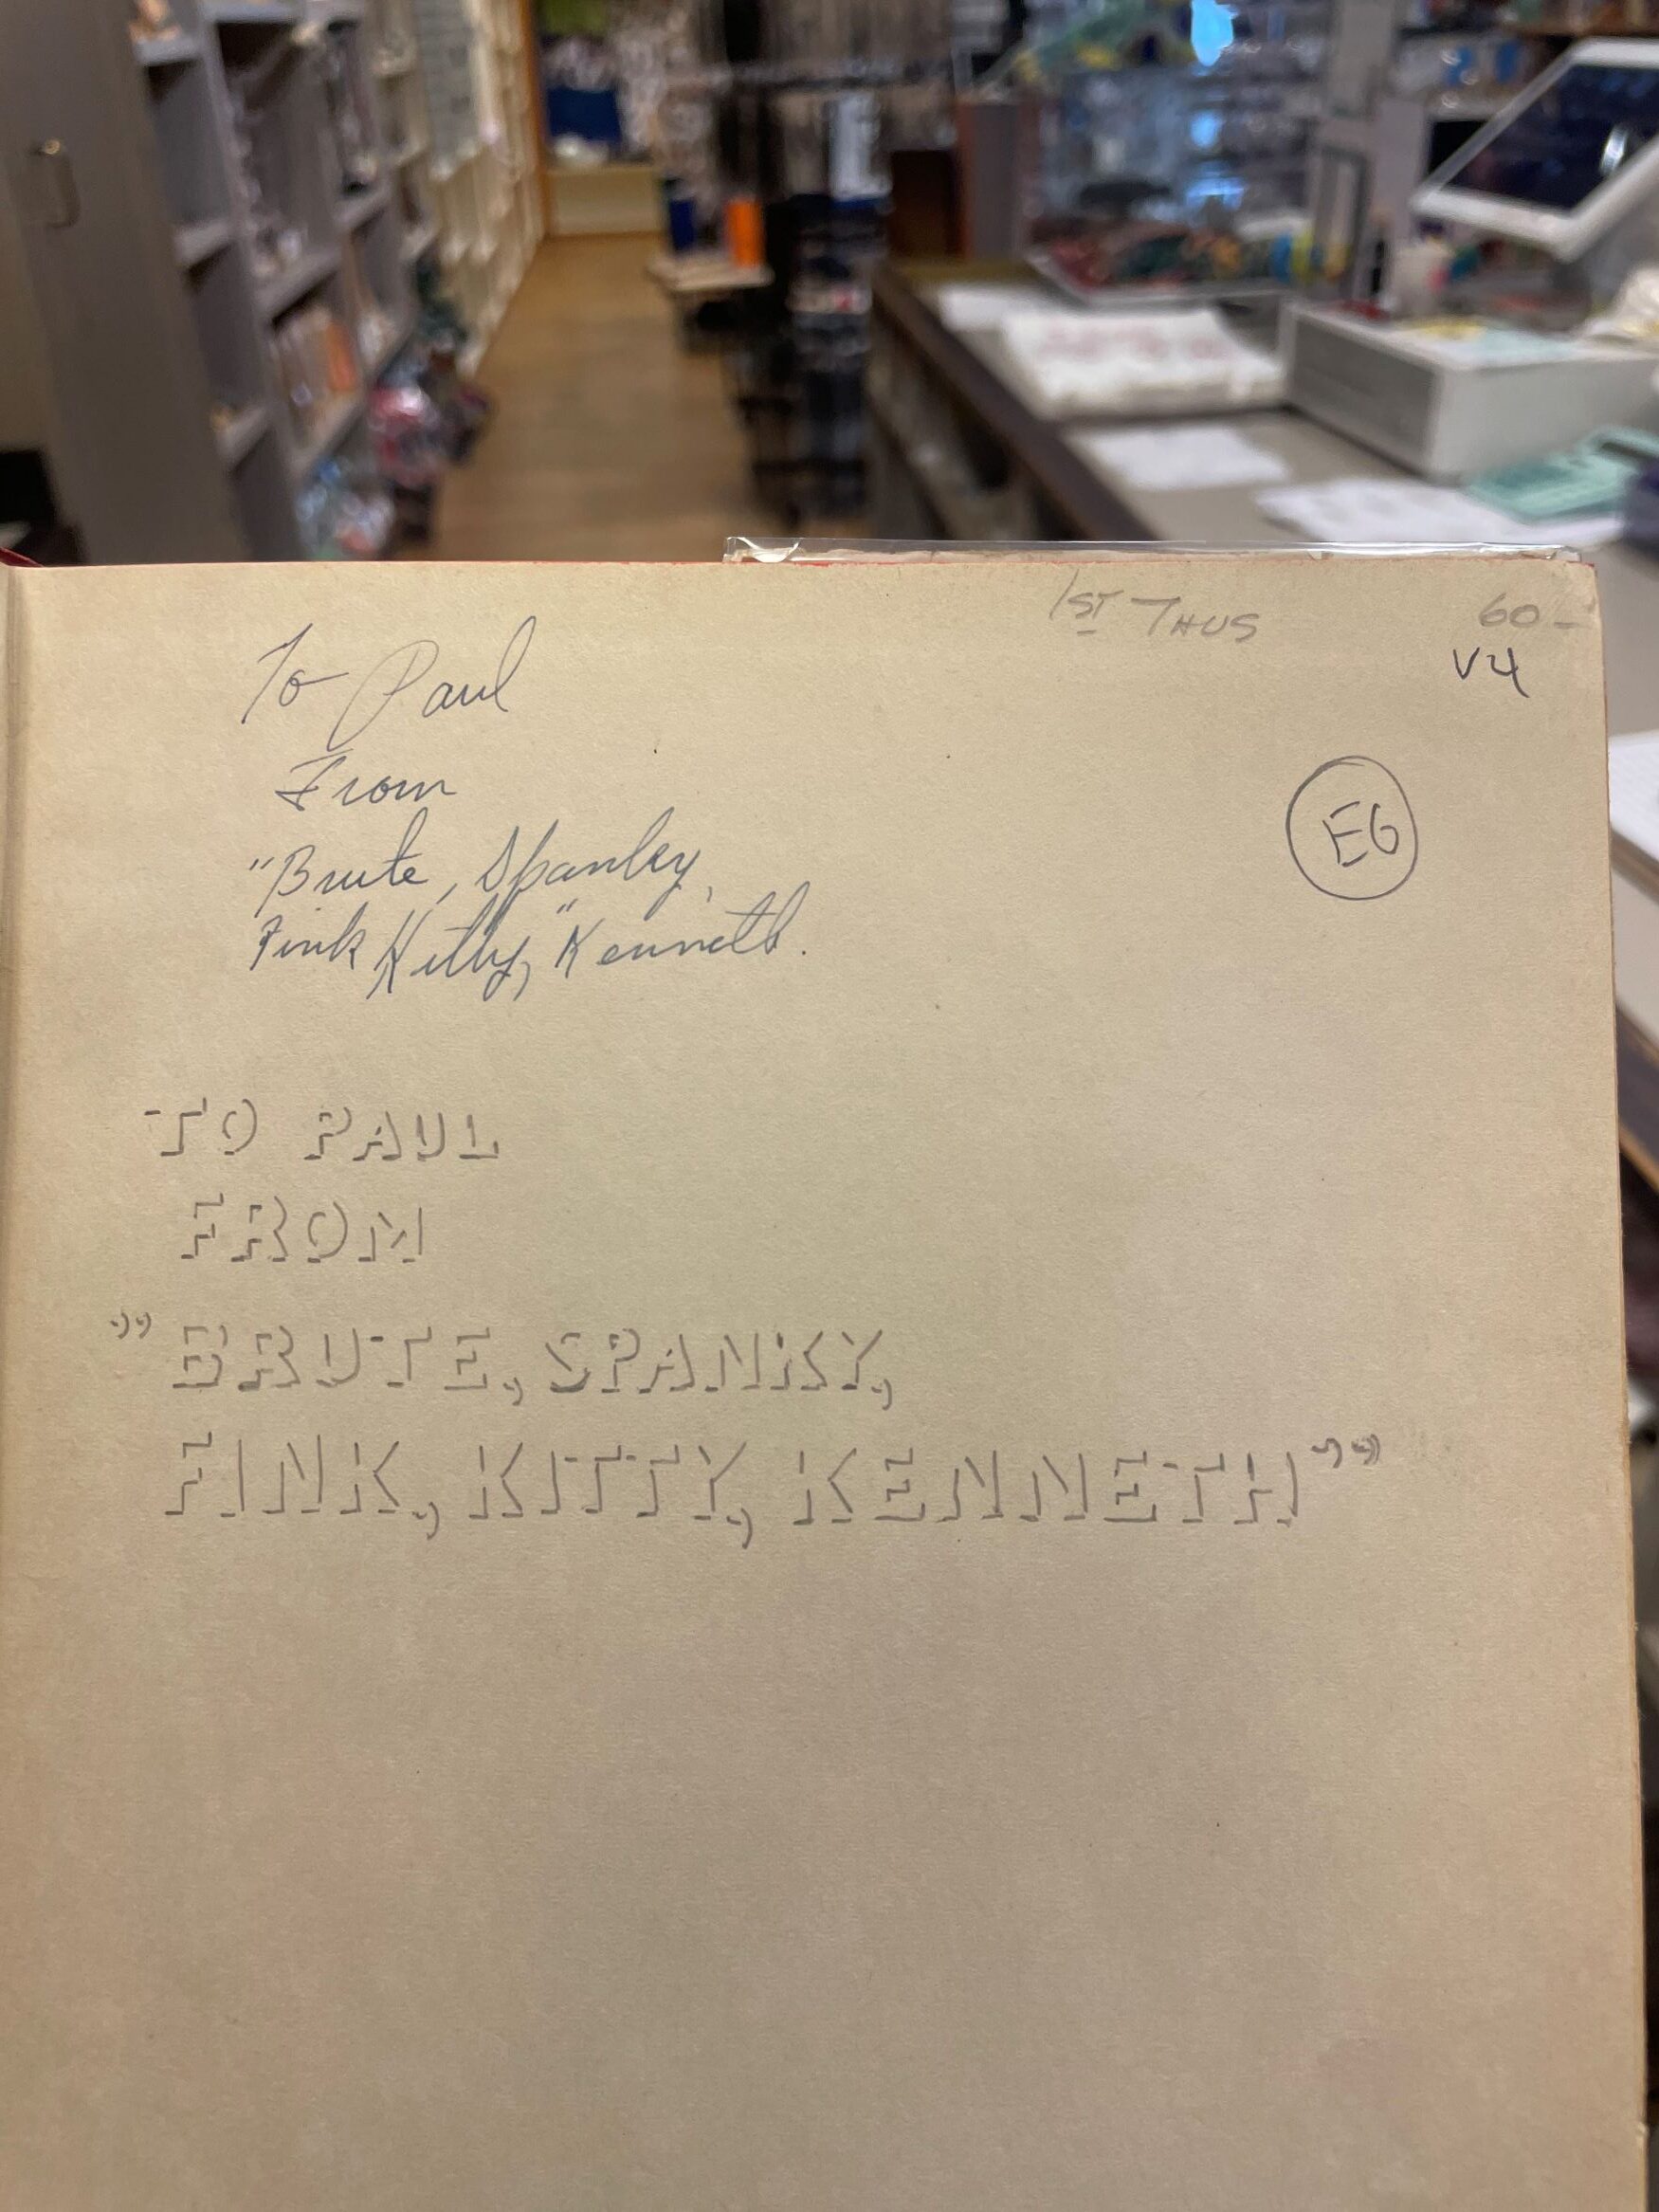 1ST THUS 60-
V4
To Paul
From
E6
"Brute, Spanky,
Fink Kitty," Kenneth.
TO PAUL
FROM
"BRUTE, SPANKY,
FINK, KITTY, KENNETH"